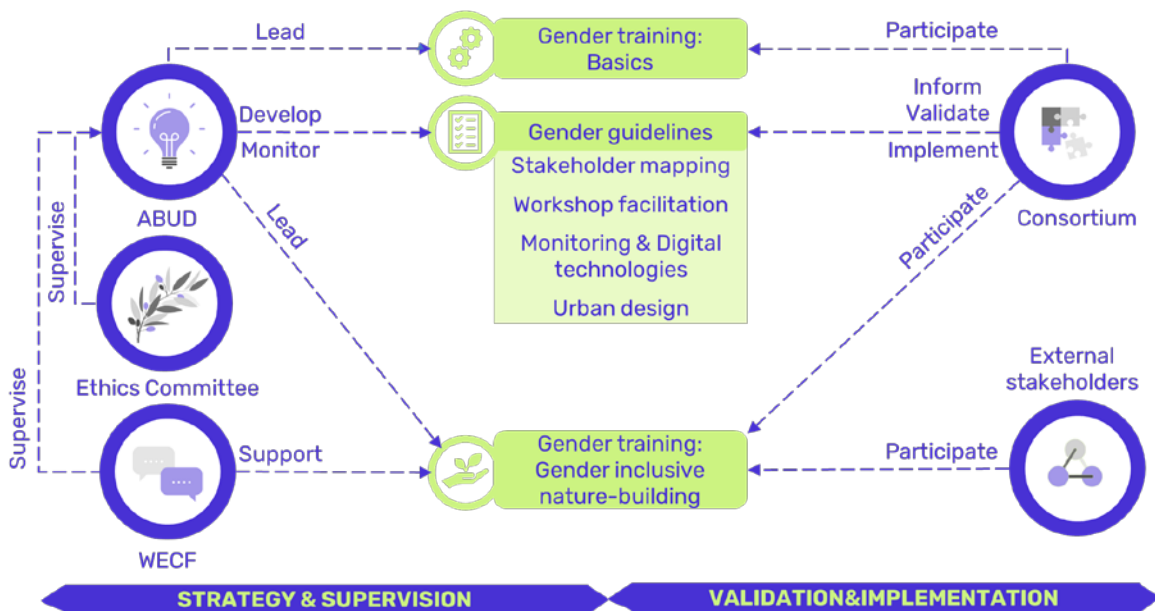 Lead
Gender training:
Basics
Participate
Develop
Monitor
Gender guidelines
Stakeholder mapping
Workshop facilitation
Monitoring & Digital
technologies
Urban design
Inform
Validate
Implement
ABUD
Consortium
Supervise
Lead
Participate
Ethics Committee
External
stakeholders
Supervise
Support
Gender training:
Gender inclusive
nature-building
Participate
WECF
STRATEGY & SUPERVISION
VALIDATION&IMPLEMENTATION